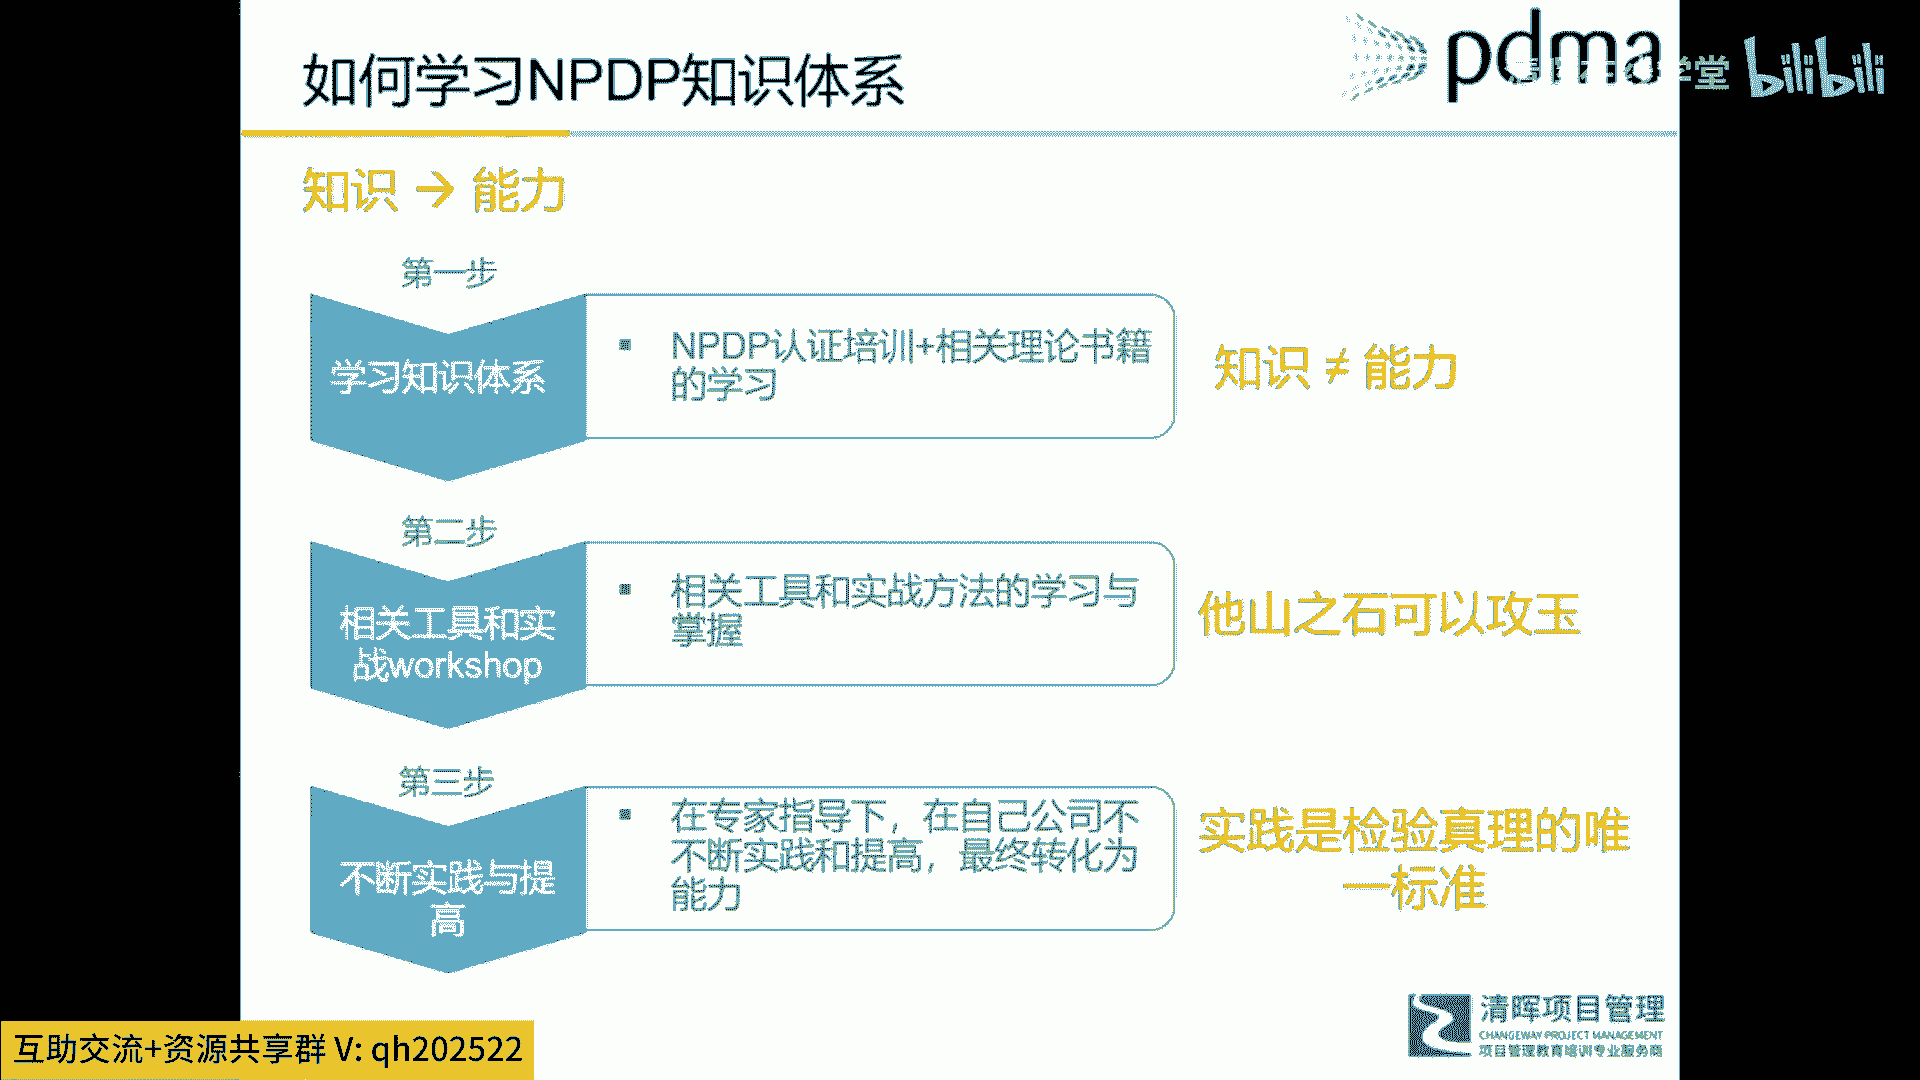 如何学习NPDP知识体系
pdma
学堂
bilibili
知识 → 能力
第一步
学习知识体系
▪ NPDP认证培训+相关理论书籍
的学习
知识 ≠ 能力
第二步
相关工具和实
战workshop
▪ 相关工具和实战方法的学习与
掌握
他山之石可以攻玉
第三步
不断实践与提
高
▪ 在专家指导下，在自己公司不
不断实践和提高，最终转化为
能力
实践是检验真理的唯
一标准
清晖项目管理
CHANGEWAY PROJECT MANAGEMENT
项目管理教育培训专业服务商
互助交流+资源共享群 V: qh202522